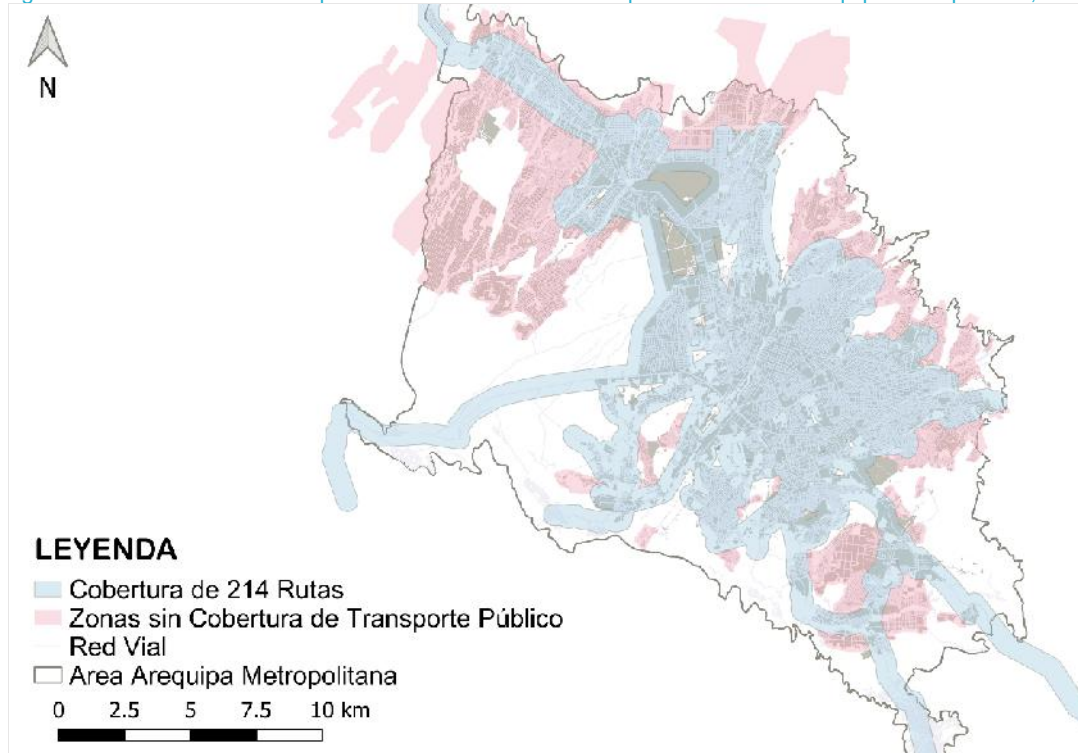 N
LEYENDA
Cobertura de 214 Rutas
Zonas sin Cobertura de Transporte Público
Red Vial
Area Arequipa Metropolitana
0 2.5 5 7.5 10 km